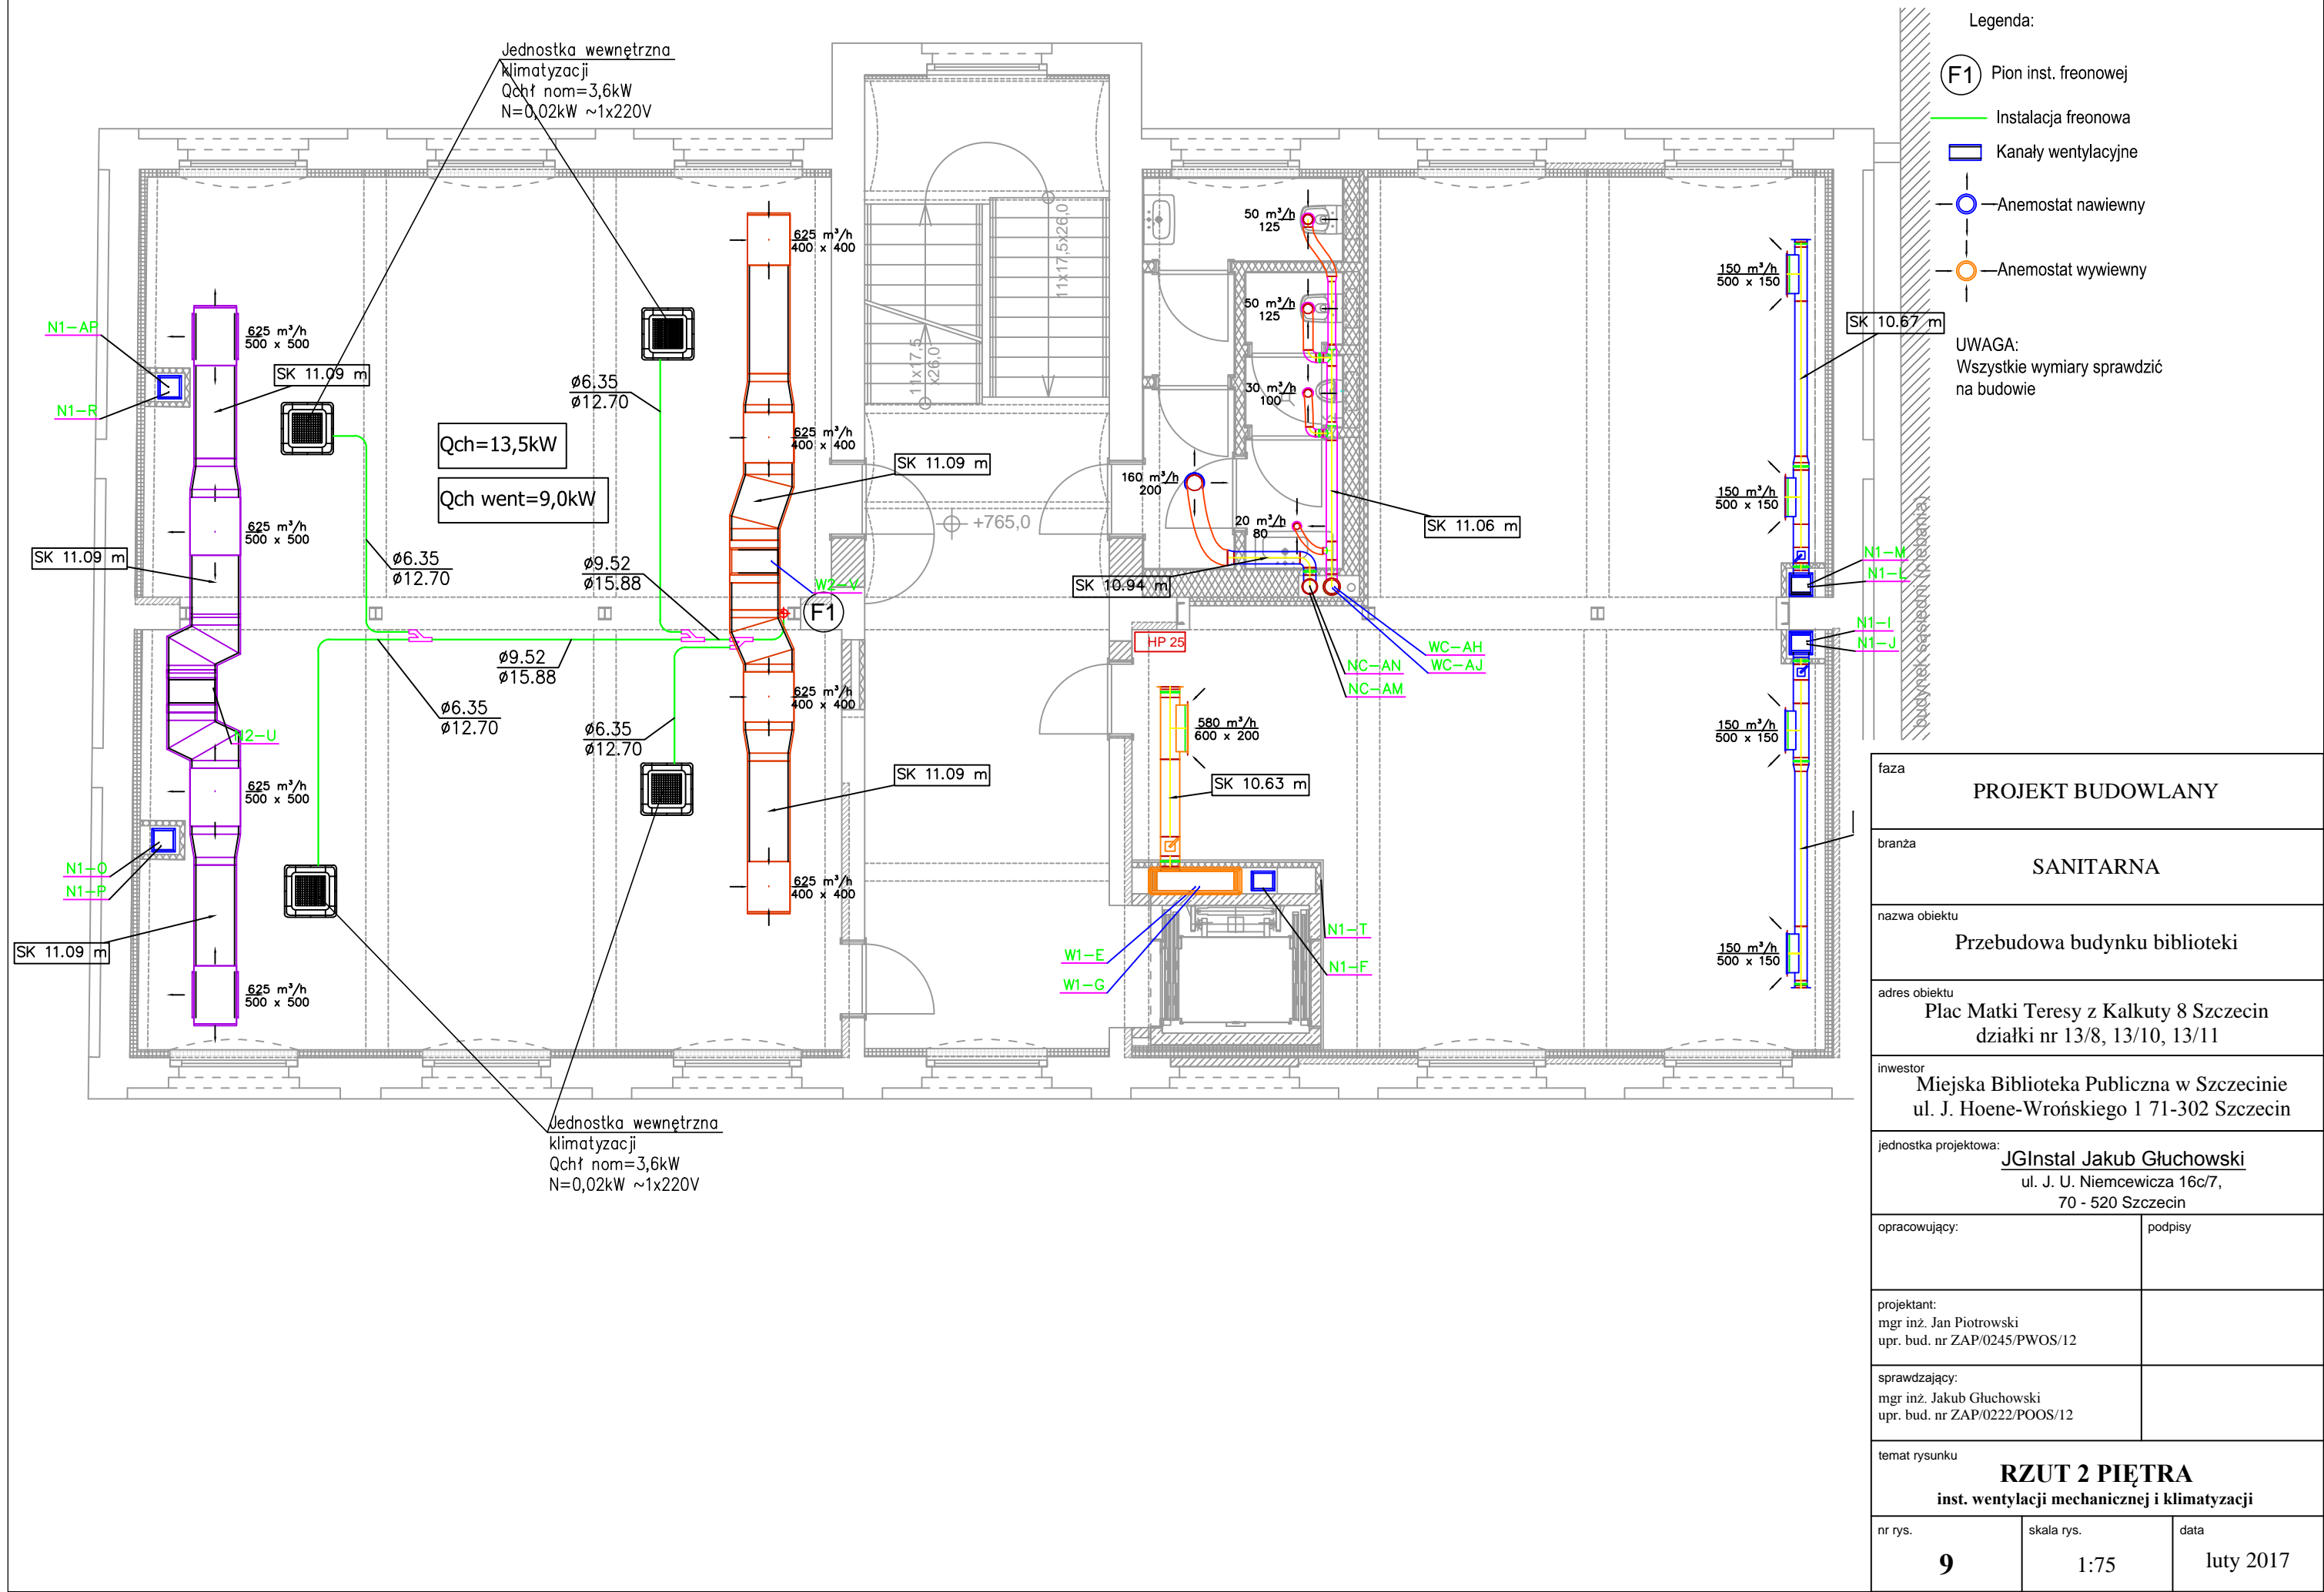 Jednostka wewnętrzna
klimatyzacji
Qchł nom=3,6kW
N=0,02kW ~1x220V
Legenda:
F1 Pion inst. freonowej
Instalacja freonowa
Kanały wentylacyjne
Anemostat nawiewny
Anemostat wywiewny
UWAGA:
Wszystkie wymiary sprawdzić
na budowie
budynek sąsiedni (plebania)
N1-AP
N1-R
625 m³/h
500 x 500
SK 11.09 m
625 m³/h
500 x 500
SK 11.09 m
N2-U
625 m³/h
500 x 500
N1-O
N1-P
SK 11.09 m
625 m³/h
500 x 500
Qch=13,5kW
Qch went=9,0kW
ø6.35
ø12.70
ø6.35
ø12.70
ø9.52
ø15.88
ø9.52
ø15.88
ø6.35
ø12.70
ø6.35
ø12.70
625 m³/h
400 x 400
625 m³/h
400 x 400
SK 11.09 m
W2-V
F1
625 m³/h
400 x 400
SK 11.09 m
625 m³/h
400 x 400
11x17,5
x26,0
11x17,5x26,0
+765,0
50 m³/h
125
50 m³/h
125
30 m³/h
100
160 m³/h
200
20 m³/h
80
SK 11.06 m
SK 10.94 m
HP 25
WC-AH
WC-AJ
NC-AN
NC-AM
580 m³/h
600 x 200
SK 10.63 m
W1-E
W1-G
N1-T
N1-F
150 m³/h
500 x 150
SK 10.67 m
150 m³/h
500 x 150
N1-M
N1-L
N1-I
N1-J
150 m³/h
500 x 150
150 m³/h
500 x 150
Jednostka wewnętrzna
klimatyzacji
Qchł nom=3,6kW
N=0,02kW ~1x220V
faza
PROJEKT BUDOWLANY
branża
SANITARNA
nazwa obiektu
Przebudowa budynku biblioteki
adres obiektu
Plac Matki Teresy z Kalkuty 8 Szczecin
działki nr 13/8, 13/10, 13/11
inwestor
Miejska Biblioteka Publiczna w Szczecinie
ul. J. Hoene-Wrońskiego 1 71-302 Szczecin
jednostka projektowa:
JGInstal Jakub Głuchowski
ul. J. U. Niemcewicza 16c/7,
70 - 520 Szczecin
opracowujący: podpisy
projektant:
mgr inż. Jan Piotrowski
upr. bud. nr ZAP/0245/PWOS/12
sprawdzający:
mgr inż. Jakub Głuchowski
upr. bud. nr ZAP/0222/POOS/12
temat rysunku
RZUT 2 PIĘTRA
inst. wentylacji mechanicznej i klimatyzacji
nr rys. skala rys. data
9 1:75 luty 2017